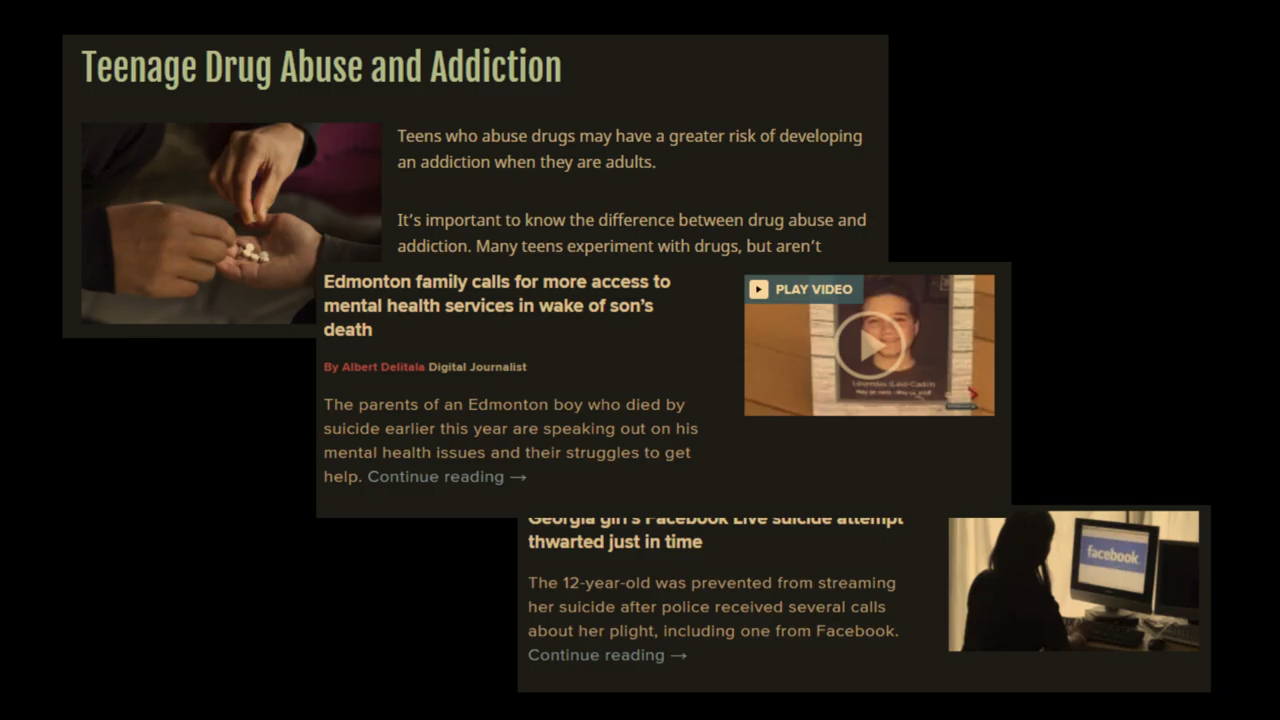 Teenage Drug Abuse and Addiction
Teens who abuse drugs may have a greater risk of developing
an addiction when they are adults.
It's important to know the difference between drug abuse and
addiction. Many teens experiment with drugs, but aren't
Edmonton family calls for more access to
mental health services in wake of son's
death
By Albert Delitala Digital Journalist
The parents of an Edmonton boy who died by
suicide earlier this year are speaking out on his
mental health issues and their struggles to get
help. Continue reading →
PLAY VIDEO
Georgia girl's Facebook Live suicide attempt
thwarted just in time
The 12-year-old was prevented from streaming
her suicide after police received several calls
about her plight, including one from Facebook.
Continue reading →
facebook